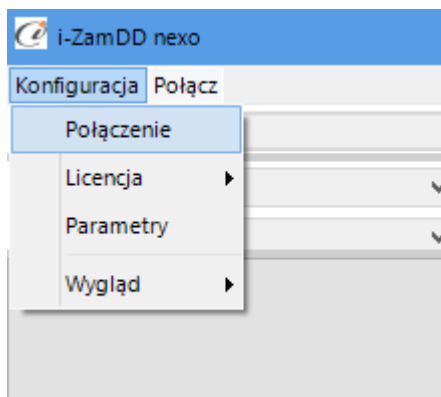 i-ZamDD nexo
Konfiguracja Połącz
Połączenie
Licencja
Parametry
Wygląd